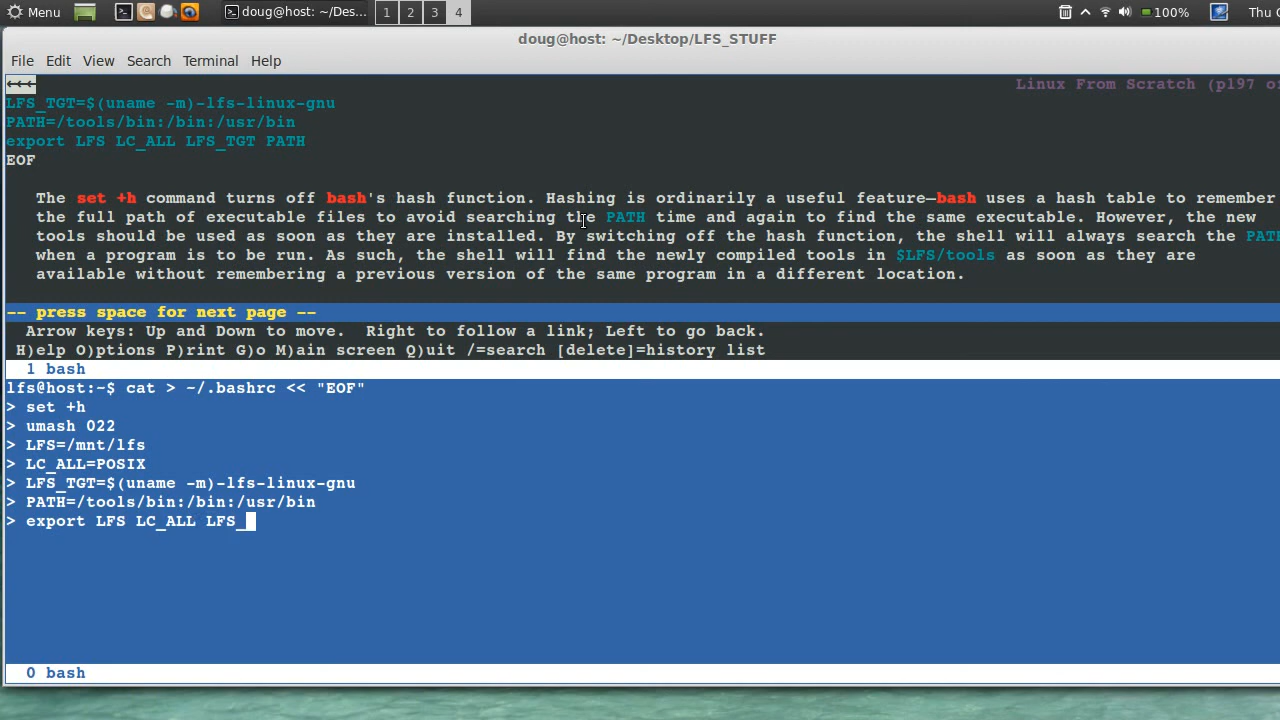 Menu doug@host: ~/Des... 1 2 3 4 100% Thu
doug@host: ~/Desktop/LFS_STUFF
File Edit View Search Terminal Help
←←← Linux From Scratch (p197
LFS_TGT=$(uname -m)-lfs-linux-gnu
PATH=/tools/bin:/bin:/usr/bin
export LFS LC_ALL LFS_TGT PATH
EOF
The set +h command turns off bash's hash function. Hashing is ordinarily a useful feature—bash uses a hash table to remember
the full path of executable files to avoid searching the PATH time and again to find the same executable. However, the new
tools should be used as soon as they are installed. By switching off the hash function, the shell will always search the PATH
when a program is to be run. As such, the shell will find the newly compiled tools in $LFS/tools as soon as they are
available without remembering a previous version of the same program in a different location.
-- press space for next page --
Arrow keys: Up and Down to move. Right to follow a link; Left to go back.
H)elp O)ptions P)rint G)o M)ain screen Q)uit /=search [delete]=history list
1 bash
lfs@host:~$ cat > ~/.bashrc << "EOF"
> set +h
> umask 022
> LFS=/mnt/lfs
> LC_ALL=POSIX
> LFS_TGT=$(uname -m)-lfs-linux-gnu
> PATH=/tools/bin:/bin:/usr/bin
> export LFS LC_ALL LFS_
0 bash